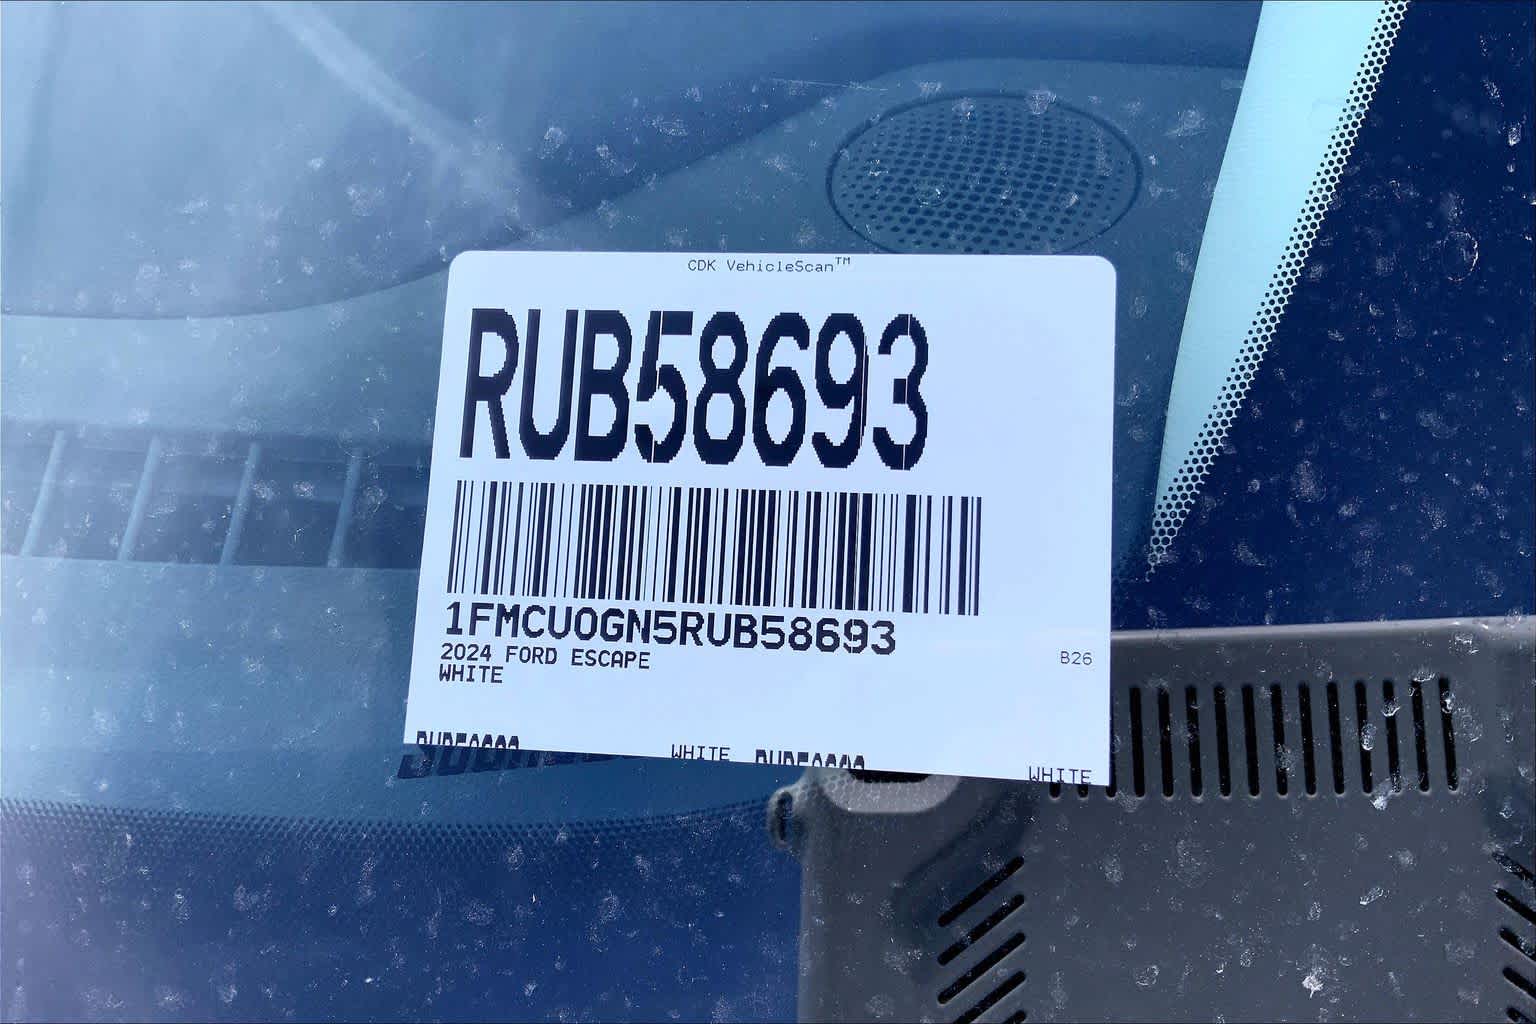 CDK VehicleScan™
RUB58693
1FMCU0GN5RUB58693
2024 FORD ESCAPE
WHITE
B26
WHITE
WHITE